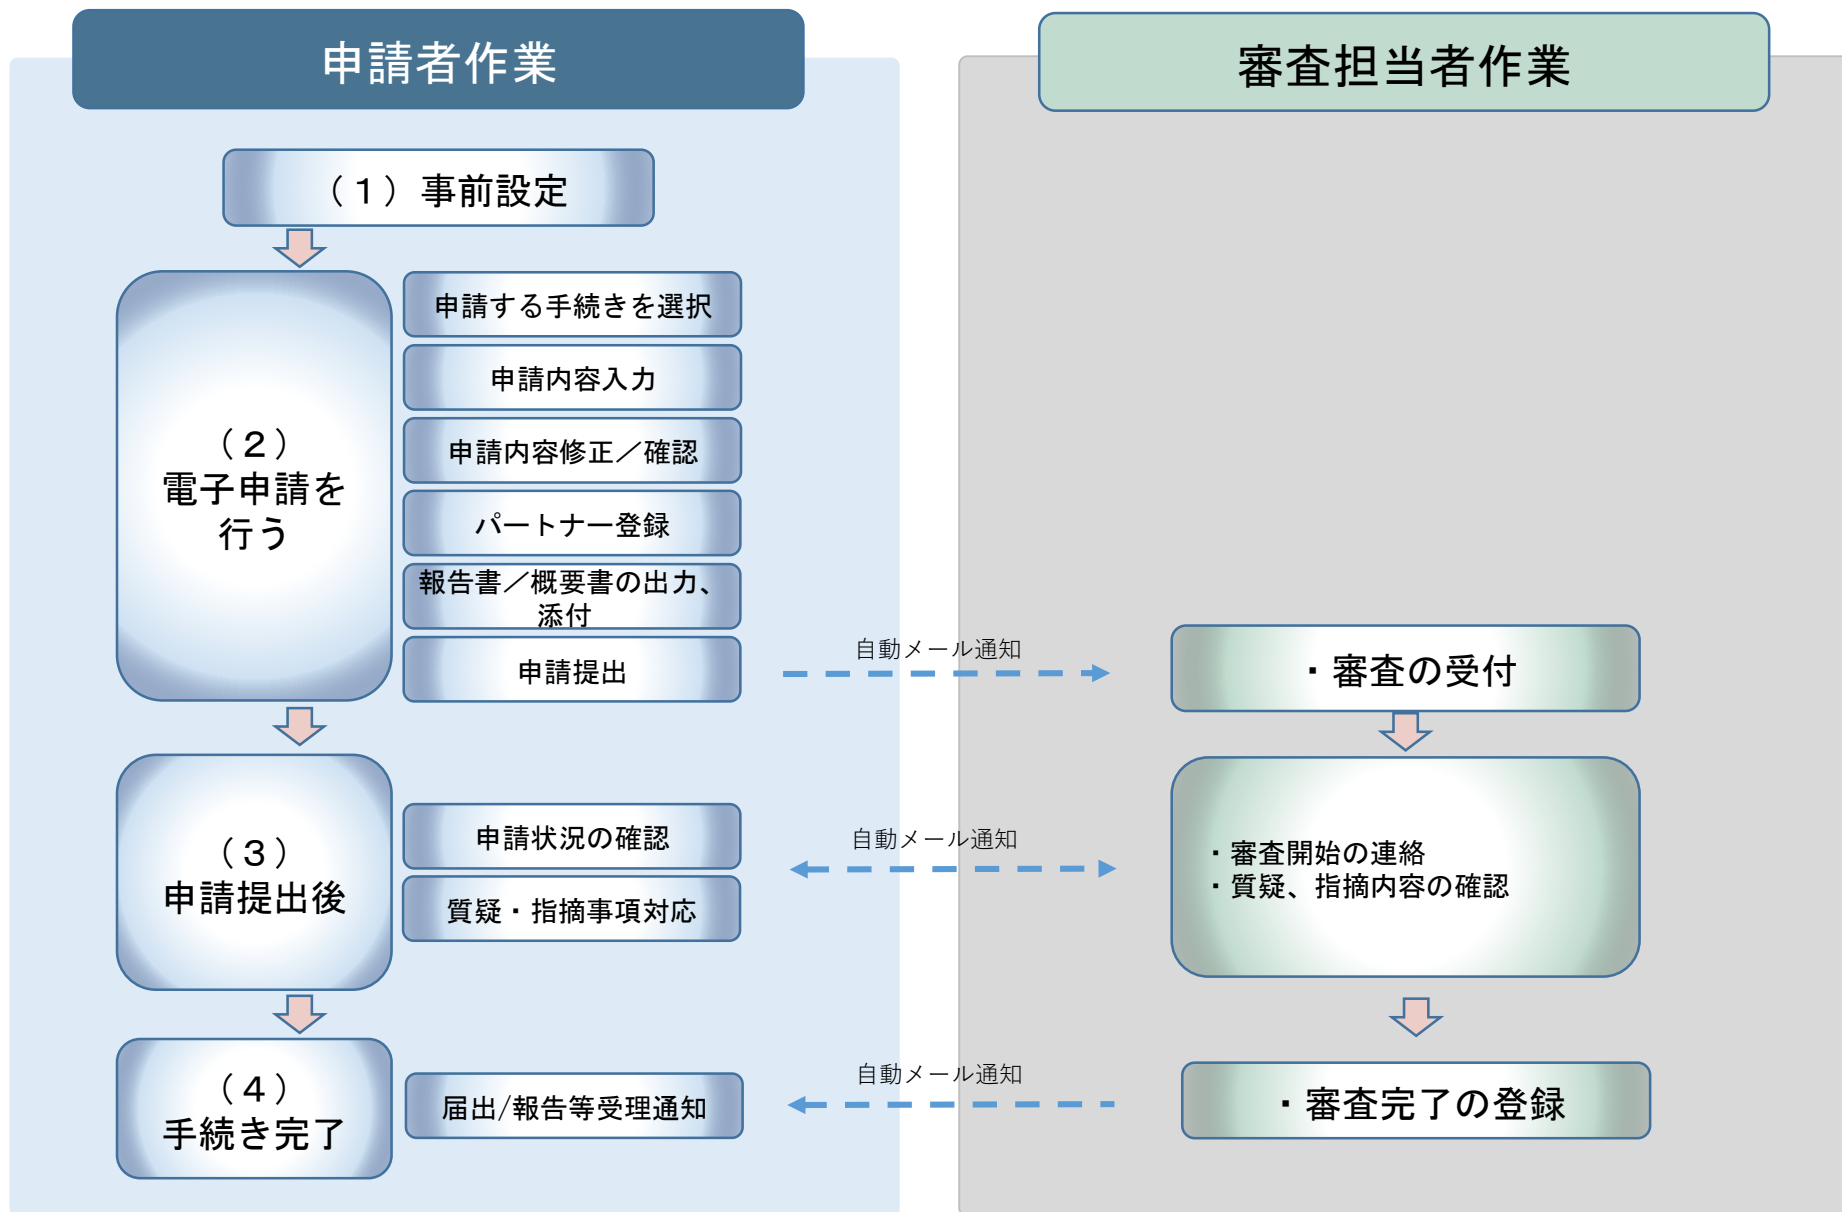 申請者作業
審査担当者作業
（１）事前設定
（２）
電子申請を
行う
申請する手続きを選択
申請内容入力
申請内容修正／確認
パートナー登録
報告書／概要書の出力、
添付
申請提出
自動メール通知
・審査の受付
（３）
申請提出後
申請状況の確認
質疑・指摘事項対応
自動メール通知
・審査開始の連絡
・質疑、指摘内容の確認
（４）
手続き完了
届出/報告等受理通知
自動メール通知
・審査完了の登録